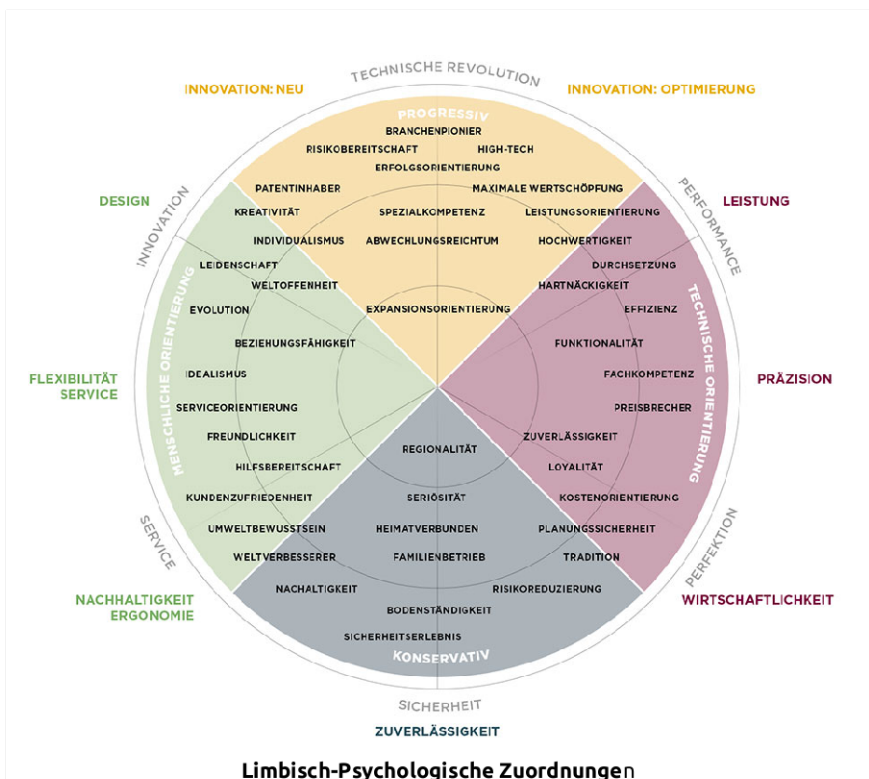 TECHNISCHE REVOLUTION
INNOVATION: NEU
INNOVATION: OPTIMIERUNG
PROGRESSIV
BRANCHENPIONIER
RISIKOBEREITSCHAFT
HIGH-TECH
ERFOLGSORIENTIERUNG
PATENTINHABER
MAXIMALE WERTSCHÖPFUNG
DESIGN
INNOVATION
PERFORMANCE
LEISTUNG
KREATIVITÄT
SPEZIALKOMPETENZ
LEISTUNGSORIENTIERUNG
INDIVIDUALISMUS
ABWECHLUNGSREICHTUM
HOCHWERTIGKEIT
LEIDENSCHAFT
DURCHSETZUNG
WELTOFFENHEIT
HARTNÄCKIGKEIT
EVOLUTION
EXPANSIONSORIENTIERUNG
EFFIZIENZ
MENSCHLICHE ORIENTIERUNG
TECHNISCHE ORIENTIERUNG
BEZIEHUNGSFÄHIGKEIT
FUNKTIONALITÄT
FLEXIBILITÄT
SERVICE
IDEALISMUS
FACHKOMPETENZ
PRÄZISION
SERVICEORIENTIERUNG
PREISBRECHER
FREUNDLICHKEIT
ZUVERLÄSSIGKEIT
REGIONALITÄT
HILFSBEREITSCHAFT
LOYALITÄT
KUNDENZUFRIEDENHEIT
SERIÖSITÄT
KOSTENORIENTIERUNG
UMWELTBEWUSSTSEIN
HEIMATVERBUNDEN
PLANUNGSSICHERHEIT
SERVICE
PERFEKTION
WELTVERBESSERER
FAMILIENBETRIEB
TRADITION
NACHALTIGKEIT
RISIKOREDUZIERUNG
NACHHALTIGKEIT
ERGONOMIE
WIRTSCHAFTLICHKEIT
BODENSTÄNDIGKEIT
SICHERHEITSERLEBNIS
KONSERVATIV
SICHERHEIT
ZUVERLÄSSIGKEIT
Limbisch-Psychologische Zuordnungen